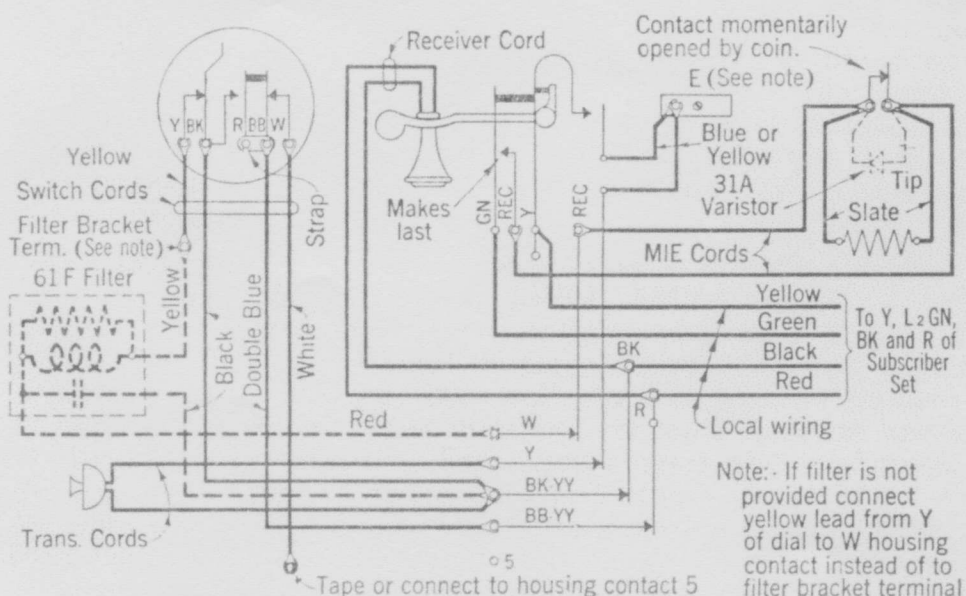 Receiver Cord
Contact momentarily
opened by coin.
E (See note)
Y BK R BB W
Yellow
Switch Cords
Filter Bracket
Term. (See note)
61F Filter
Strap
Makes
last
GN
REC
Y
REC
Blue or
Yellow
31A
Varistor
Tip
Slate
MIE Cords
Yellow
Black
Double Blue
White
Yellow
Green
Black
Red
BK
R
To Y, L2 GN,
BK and R of
Subscriber
Set
Local wiring
Red
W
Y
BK-YY
BB-YY
Trans. Cords
5
Tape or connect to housing contact 5
Note:- If filter is not
provided connect
yellow lead from Y
of dial to W housing
contact instead of to
filter bracket terminal